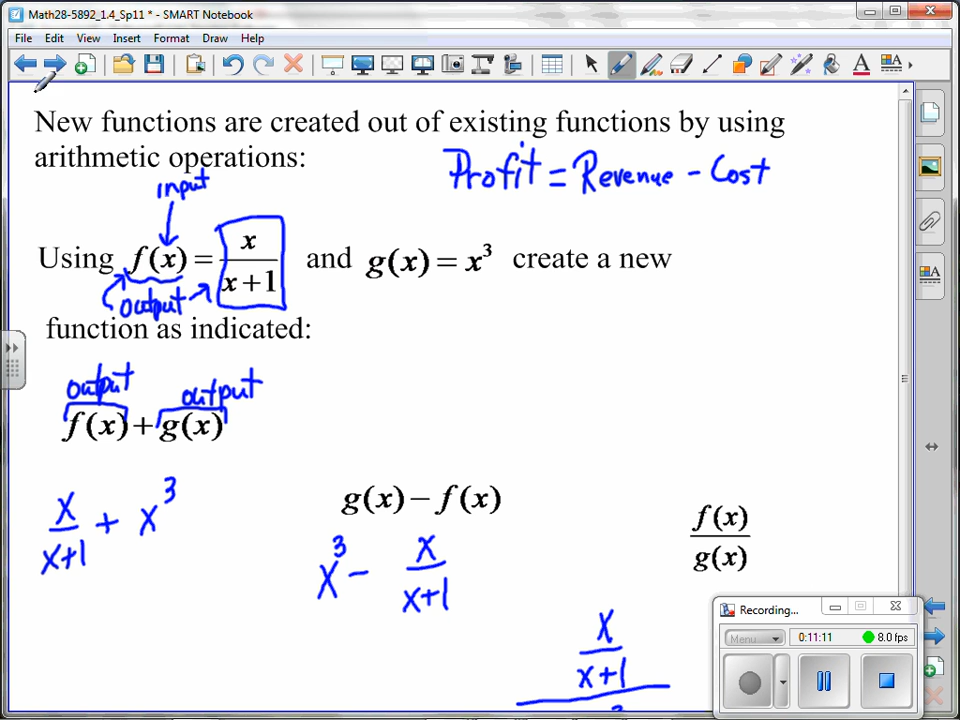 Math28-5892_1.4_Sp11 * - SMART Notebook
File Edit View Insert Format Draw Help
New functions are created out of existing functions by using
arithmetic operations:
Profit = Revenue - Cost
input
Using f(x) = x/(x+1) and g(x) = x³ create a new
output
function as indicated:
output output
f(x) + g(x)
x/(x+1) + x³
g(x) − f(x)
x³ − x/(x+1)
f(x)/g(x)
x/(x+1)
Recording...
Menu 0:11:11 8.0 fps